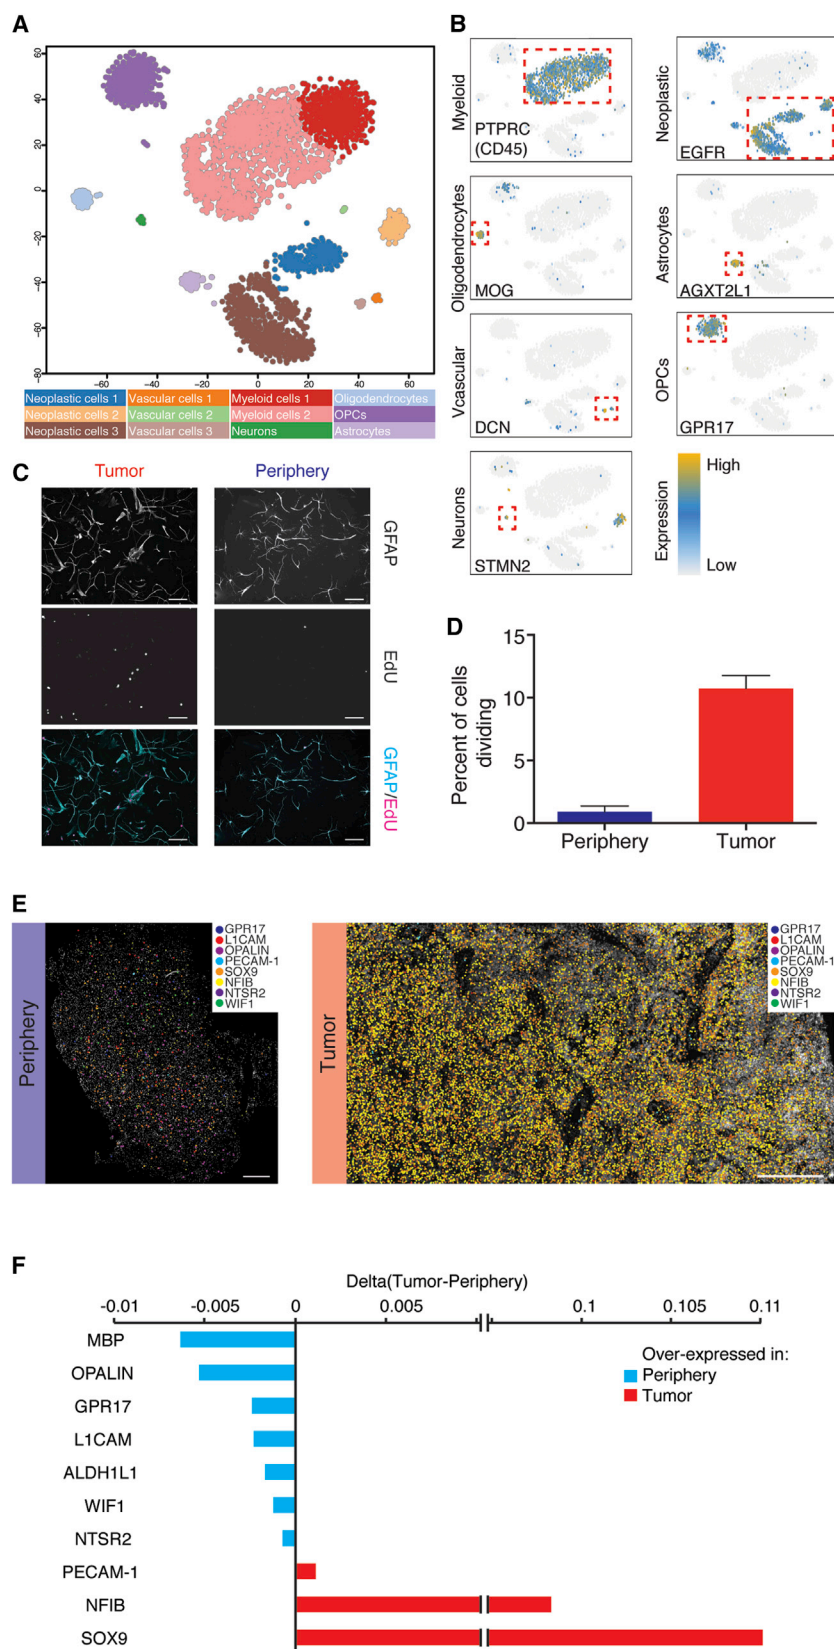 A
60
40
20
0
-20
-40
-60
-80
-60
-40
-20
0
20
40
60
Neoplastic cells 1
Vascular cells 1
Myeloid cells 1
Oligodendrocytes
Neoplastic cells 2
Vascular cells 2
Myeloid cells 2
OPCs
Neoplastic cells 3
Vascular cells 3
Neurons
Astrocytes
B
Myeloid
PTPRC
(CD45)
Neoplastic
EGFR
Oligodendrocytes
MOG
Astrocytes
AGXT2L1
Vcascular
DCN
OPCs
GPR17
Neurons
STMN2
Expression
High
Low
C
Tumor
Periphery
GFAP
EdU
GFAP/EdU
D
Percent of cells
dividing
15
10
5
0
Periphery
Tumor
E
Periphery
GPR17
L1CAM
OPALIN
PECAM-1
SOX9
NFIB
NTSR2
WIF1
Tumor
GPR17
L1CAM
OPALIN
PECAM-1
SOX9
NFIB
NTSR2
WIF1
F
Delta(Tumor-Periphery)
-0.01
-0.005
0
0.005
0.1
0.105
0.11
MBP
OPALIN
GPR17
L1CAM
ALDH1L1
WIF1
NTSR2
PECAM-1
NFIB
SOX9
Over-expressed in:
Periphery
Tumor